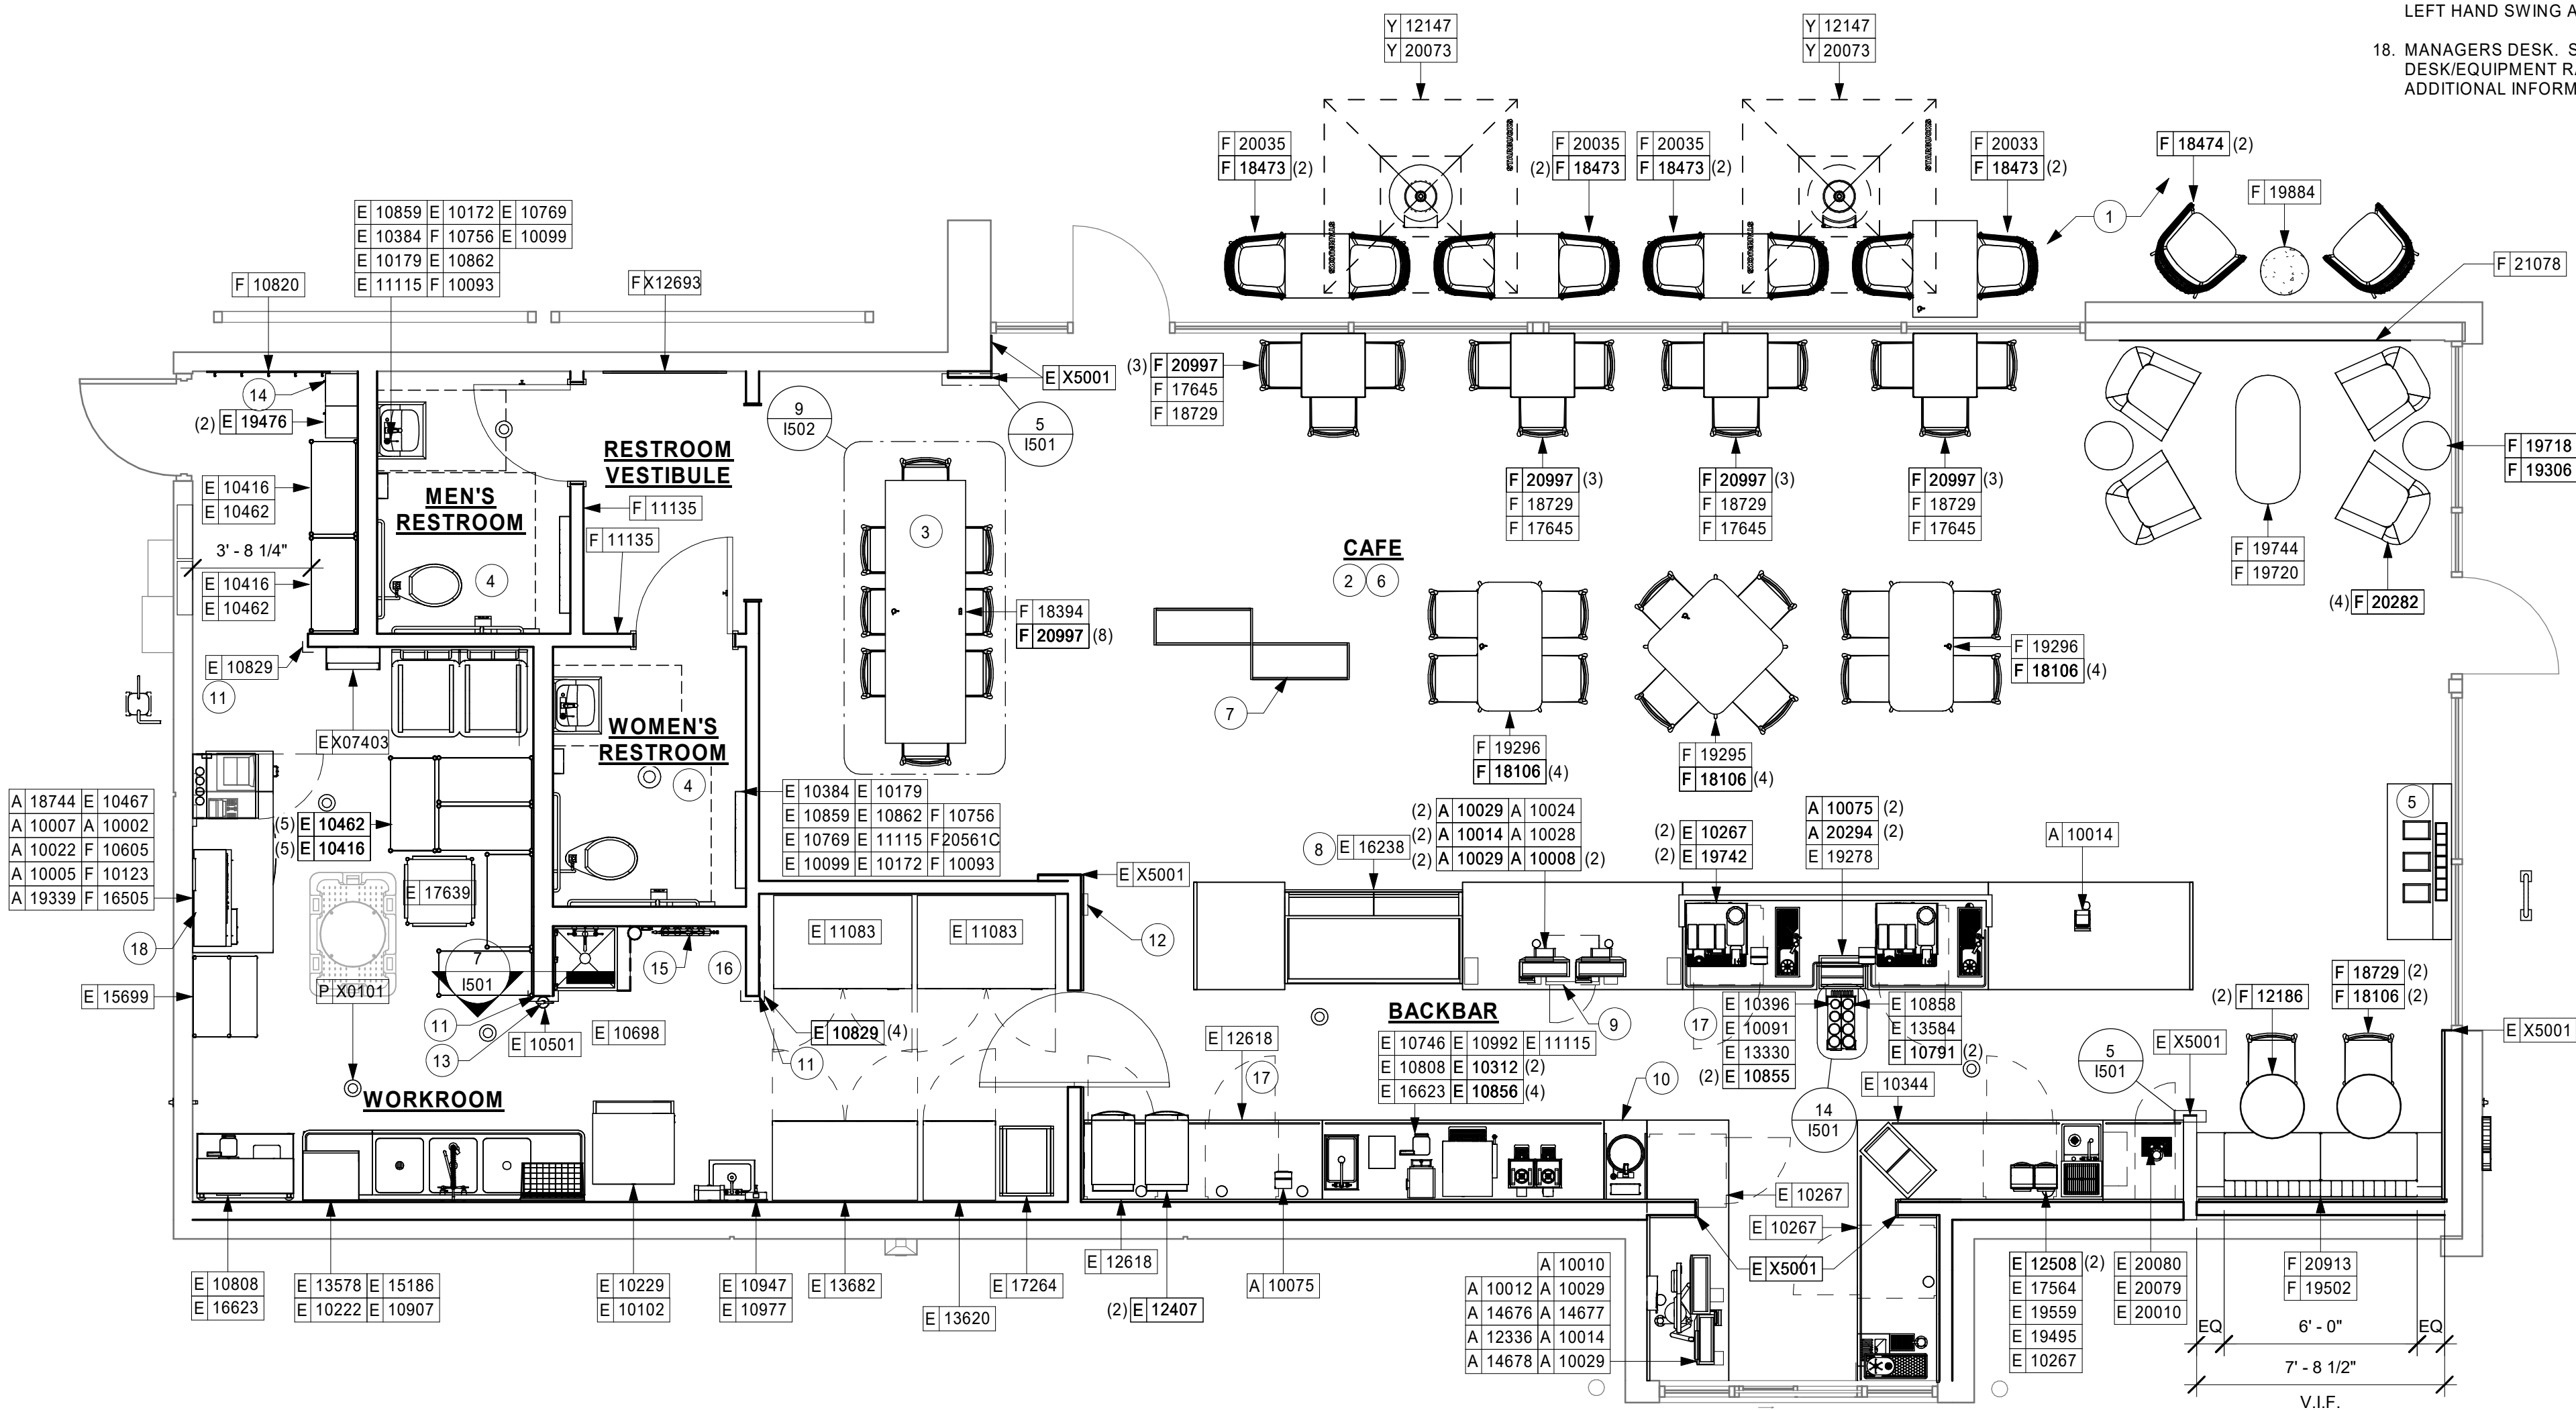 LEFT HAND SWING A
18. MANAGERS DESK. S
DESK/EQUIPMENT R
ADDITIONAL INFORM
Y 12147
Y 20073
Y 12147
Y 20073
STARBUCKS
STARBUCKS
STARBUCKS
STARBUCKS
F 20035
F 18473 (2)
F 20035
(2) F 18473
F 20035
F 18473 (2)
F 20033
F 18473 (2)
F 18474 (2)
F 19884
1
F 21078
E 10859 E 10172 E 10769
E 10384 F 10756 E 10099
E 10179 E 10862
E 11115 F 10093
F 10820
FX12693
14
(2) E 19476
E 10416
E 10462
3' - 8 1/4"
E 10416
E 10462
E 10829
11
MEN'S
RESTROOM
4
RESTROOM
VESTIBULE
F 11135
F 11135
9
I502
5
I501
E X5001
3
F 18394
F 20997 (8)
(3) F 20997
F 17645
F 18729
F 20997 (3)
F 18729
F 17645
F 20997 (3)
F 18729
F 17645
F 20997 (3)
F 18729
F 17645
F 19718
F 19306
F 19744
F 19720
(4) F 20282
CAFE
2 6
7
F 19296
F 18106 (4)
F 19295
F 18106 (4)
F 19296
F 18106 (4)
EX07403
WOMEN'S
RESTROOM
4
A 18744 E 10467
A 10007 A 10002
A 10022 F 10605
A 10005 F 10123
A 19339 F 16505
18
E 15699
(5) E 10462
(5) E 10416
E 17639
P X0101
7
I501
11
13
E 10501
E 10698
15
16
E 10384 E 10179
E 10859 E 10862 F 10756
E 10769 E 11115 F20561C
E 10099 E 10172 F 10093
E 11083
E 11083
E 10829 (4)
11
E X5001
12
8
E 16238
(2) A 10029 A 10024
(2) A 10014 A 10028
(2) A 10029 A 10008 (2)
(2) E 10267
(2) E 19742
A 10075 (2)
A 20294 (2)
E 19278
A 10014
5
BACKBAR
9
17
E 10396
E 10091
E 13330
(2) E 10855
E 10858
E 13584
E 10791 (2)
E 12618
17
E 10746 E 10992 E 11115
E 10808 E 10312 (2)
E 16623 E 10856 (4)
10
14
I501
E 10344
5
I501
E X5001
(2) F 12186
F 18729 (2)
F 18106 (2)
E X5001
WORKROOM
E 10808
E 16623
E 13578 E 15186
E 10222 E 10907
E 10229
E 10102
E 10947
E 10977
E 13682
E 13620
E 17264
E 12618
(2) E 12407
A 10075
A 10010
A 10012 A 10029
A 14676 A 14677
A 12336 A 10014
A 14678 A 10029
E 10267
E 10267
E X5001
E 12508 (2)
E 17564
E 19559
E 19495
E 10267
E 20080
E 20079
E 20010
F 20913
F 19502
EQ 6' - 0" EQ
7' - 8 1/2"
V.I.F.